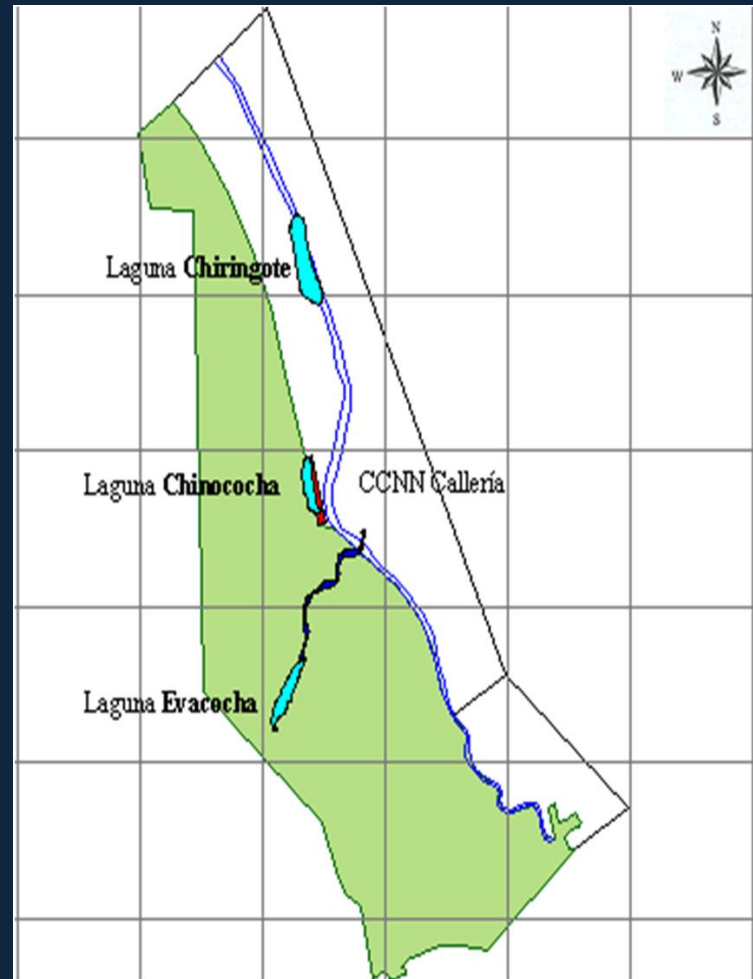 N
W
S
Laguna Chiringote
Laguna Chinococha
CCNN Callería
Laguna Evacocha